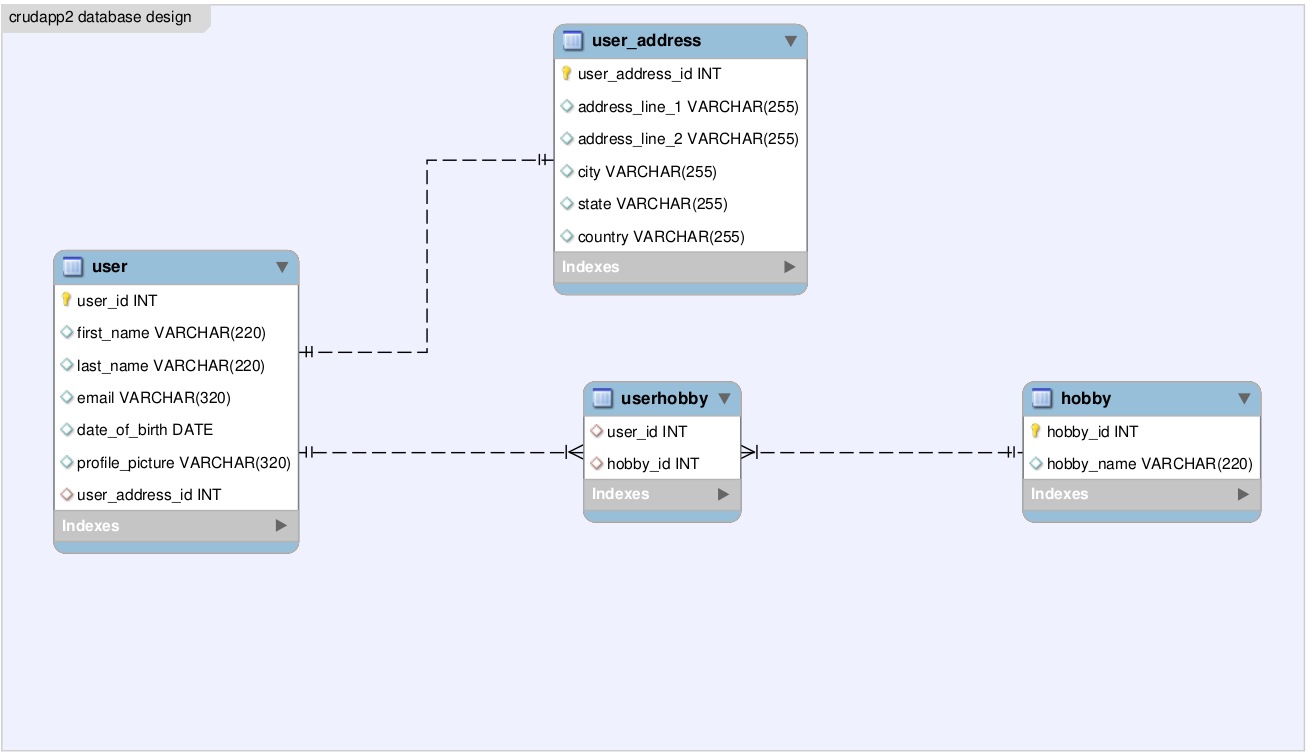 crudapp2 database design
user_address
user_address_id INT
address_line_1 VARCHAR(255)
address_line_2 VARCHAR(255)
city VARCHAR(255)
state VARCHAR(255)
country VARCHAR(255)
Indexes
user
user_id INT
first_name VARCHAR(220)
last_name VARCHAR(220)
email VARCHAR(320)
date_of_birth DATE
profile_picture VARCHAR(320)
user_address_id INT
Indexes
userhobby
user_id INT
hobby_id INT
Indexes
hobby
hobby_id INT
hobby_name VARCHAR(220)
Indexes